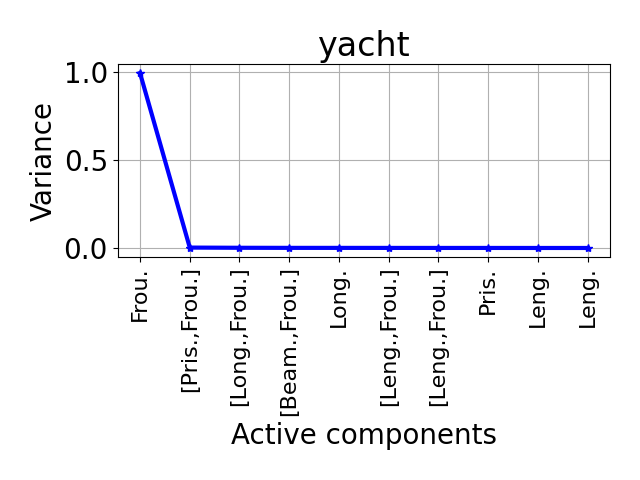 yacht
Variance
1.0
0.5
0.0
Frou.
[Pris.,Frou.]
[Long.,Frou.]
[Beam.,Frou.]
Long.
[Leng.,Frou.]
[Leng.,Frou.]
Pris.
Leng.
Leng.
Active components